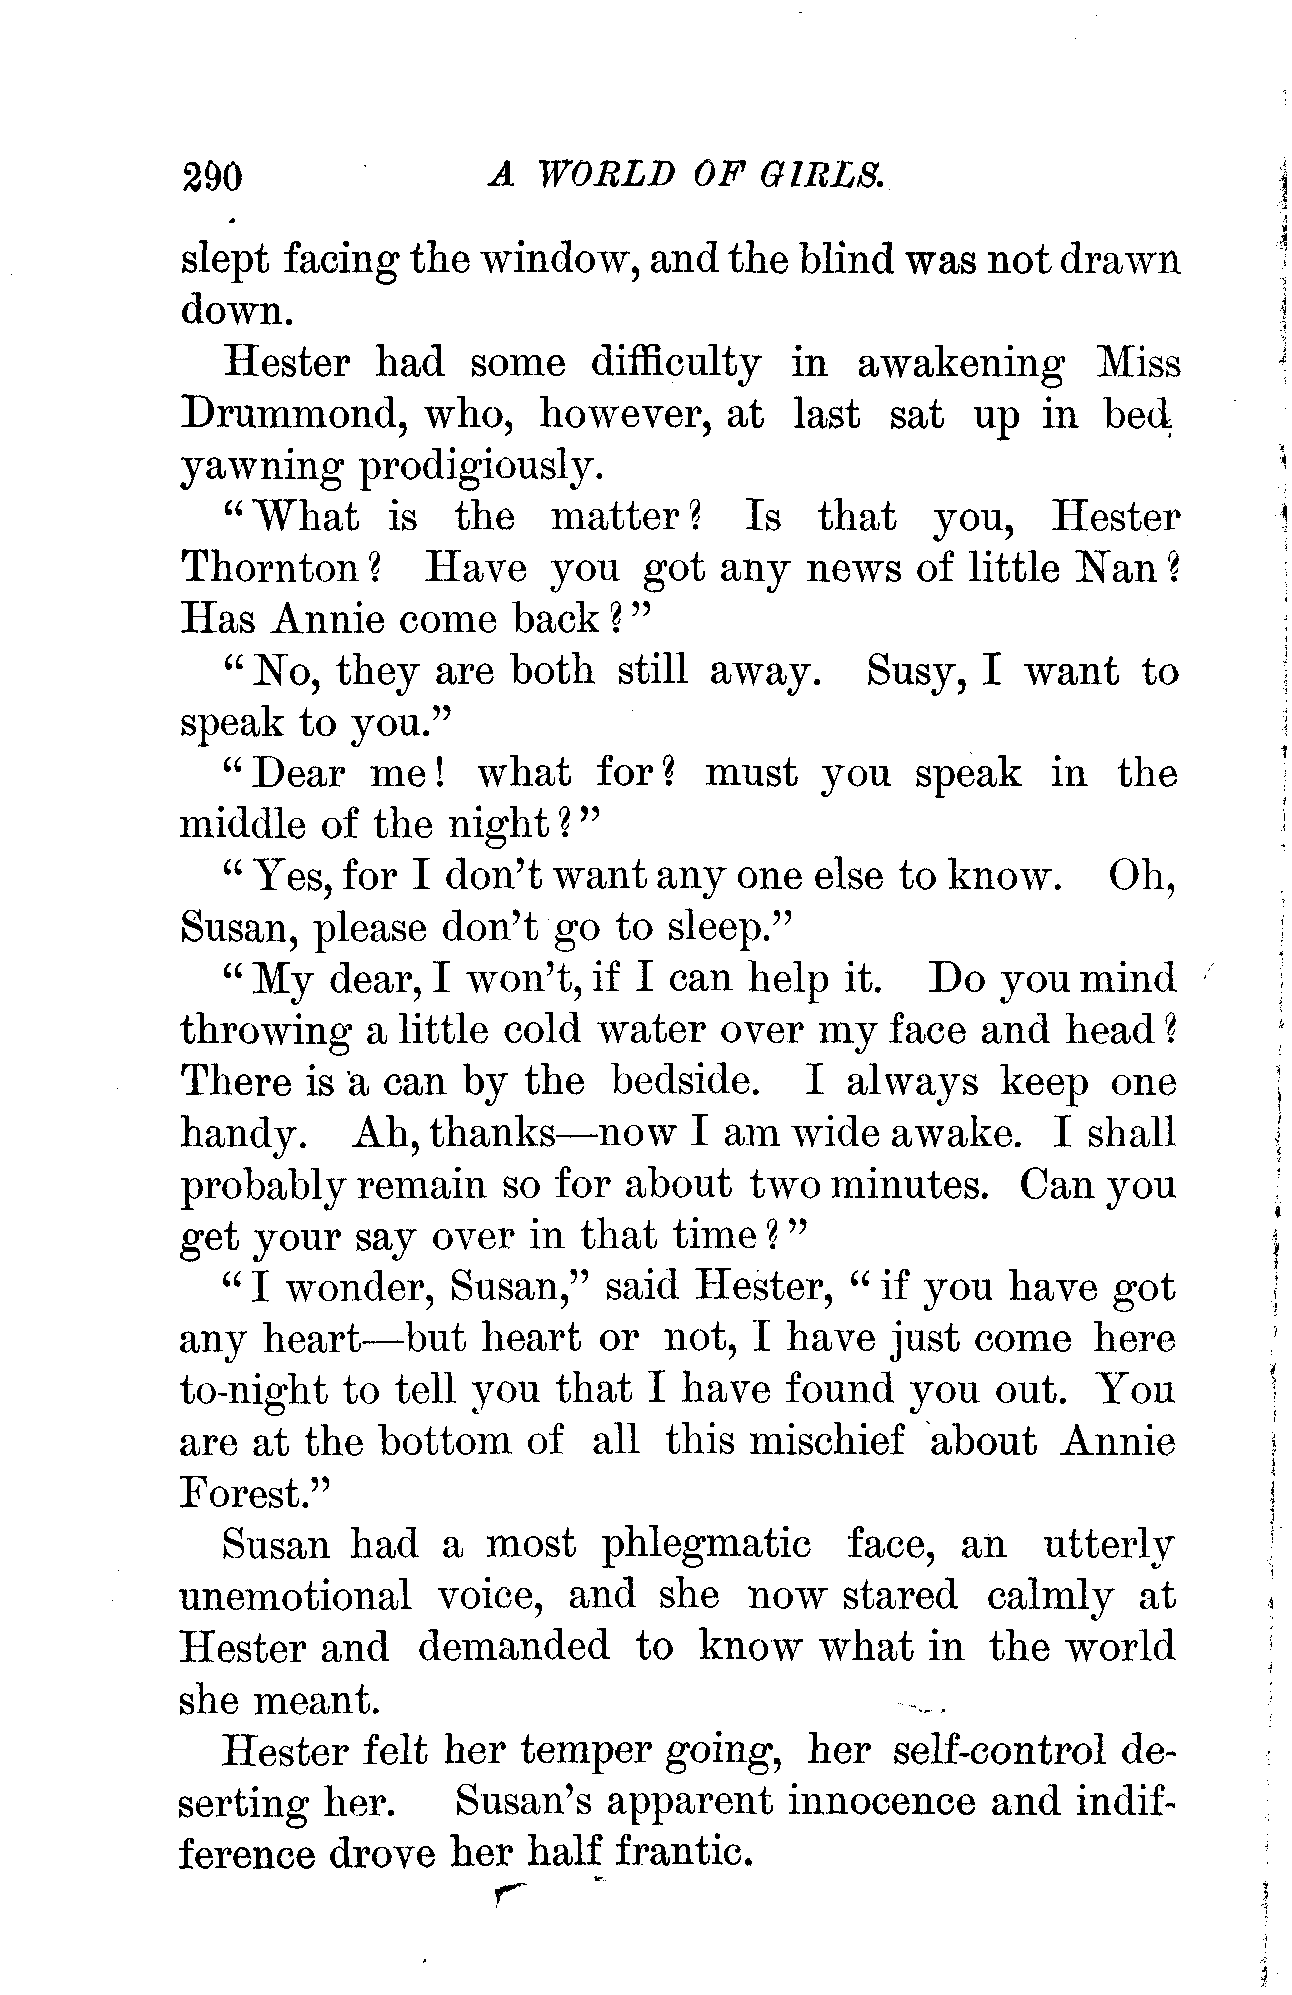 290 A WORLD OF GIRLS.
slept facing the window, and the blind was not drawn
down.
Hester had some difficulty in awakening Miss
Drummond, who, however, at last sat up in bed
yawning prodigiously.
“What is the matter? Is that you, Hester
Thornton? Have you got any news of little Nan?
Has Annie come back?”
“No, they are both still away. Susy, I want to
speak to you.”
“Dear me! what for? must you speak in the
middle of the night?”
“Yes, for I don’t want any one else to know. Oh,
Susan, please don’t go to sleep.”
“My dear, I won’t, if I can help it. Do you mind
throwing a little cold water over my face and head?
There is a can by the bedside. I always keep one
handy. Ah, thanks—now I am wide awake. I shall
probably remain so for about two minutes. Can you
get your say over in that time?”
“I wonder, Susan,” said Hester, “if you have got
any heart—but heart or not, I have just come here
to-night to tell you that I have found you out. You
are at the bottom of all this mischief about Annie
Forest.”
Susan had a most phlegmatic face, an utterly
unemotional voice, and she now stared calmly at
Hester and demanded to know what in the world
she meant.
Hester felt her temper going, her self-control de-
serting her. Susan’s apparent innocence and indif-
ference drove her half frantic.